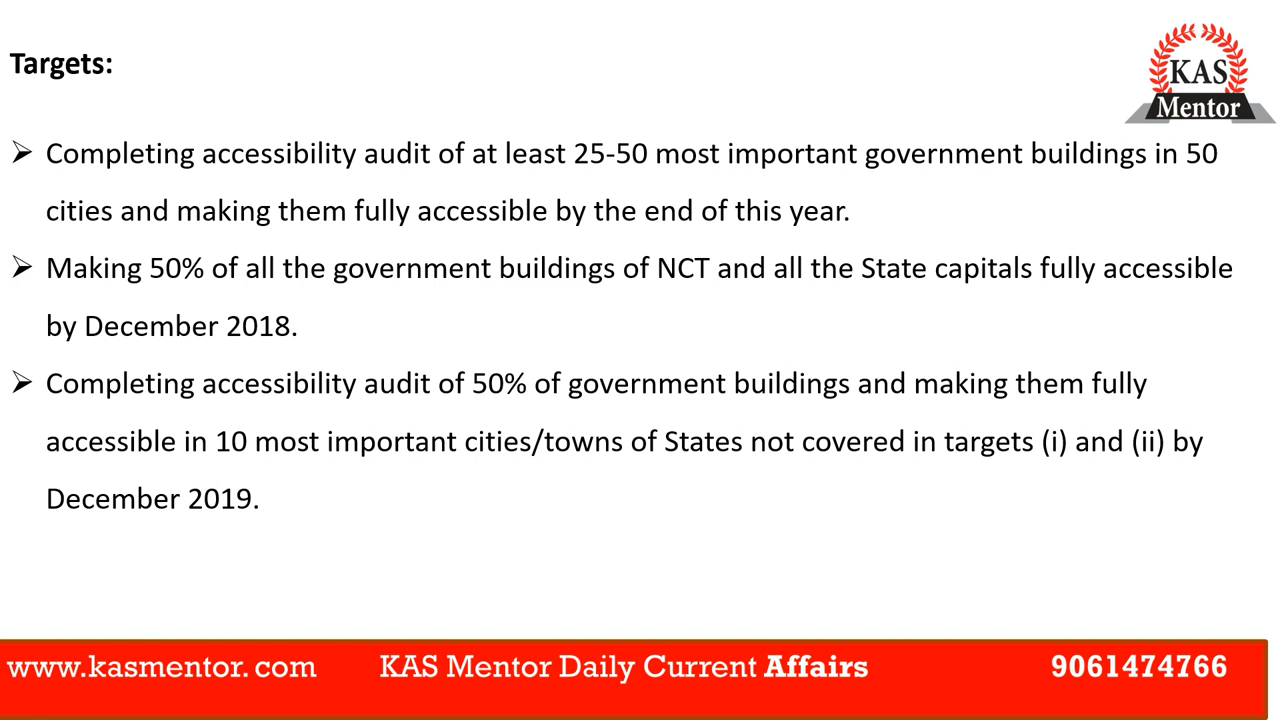 Targets:
KAS
Mentor
➢ Completing accessibility audit of at least 25-50 most important government buildings in 50
cities and making them fully accessible by the end of this year.
➢ Making 50% of all the government buildings of NCT and all the State capitals fully accessible
by December 2018.
➢ Completing accessibility audit of 50% of government buildings and making them fully
accessible in 10 most important cities/towns of States not covered in targets (i) and (ii) by
December 2019.
www.kasmentor. com KAS Mentor Daily Current Affairs 9061474766